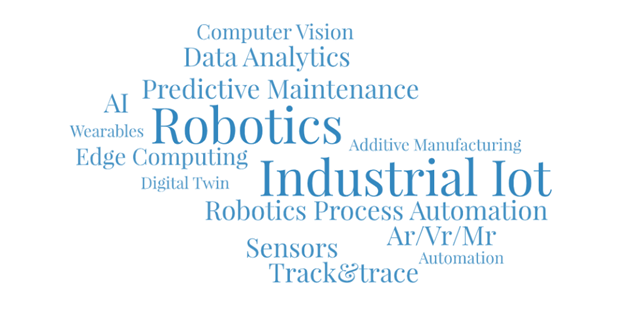 Computer Vision
Data Analytics
Predictive Maintenance
AI
Robotics
Wearables
Additive Manufacturing
Edge Computing
Industrial Iot
Digital Twin
Robotics Process Automation
Ar/Vr/Mr
Sensors
Automation
Track&trace